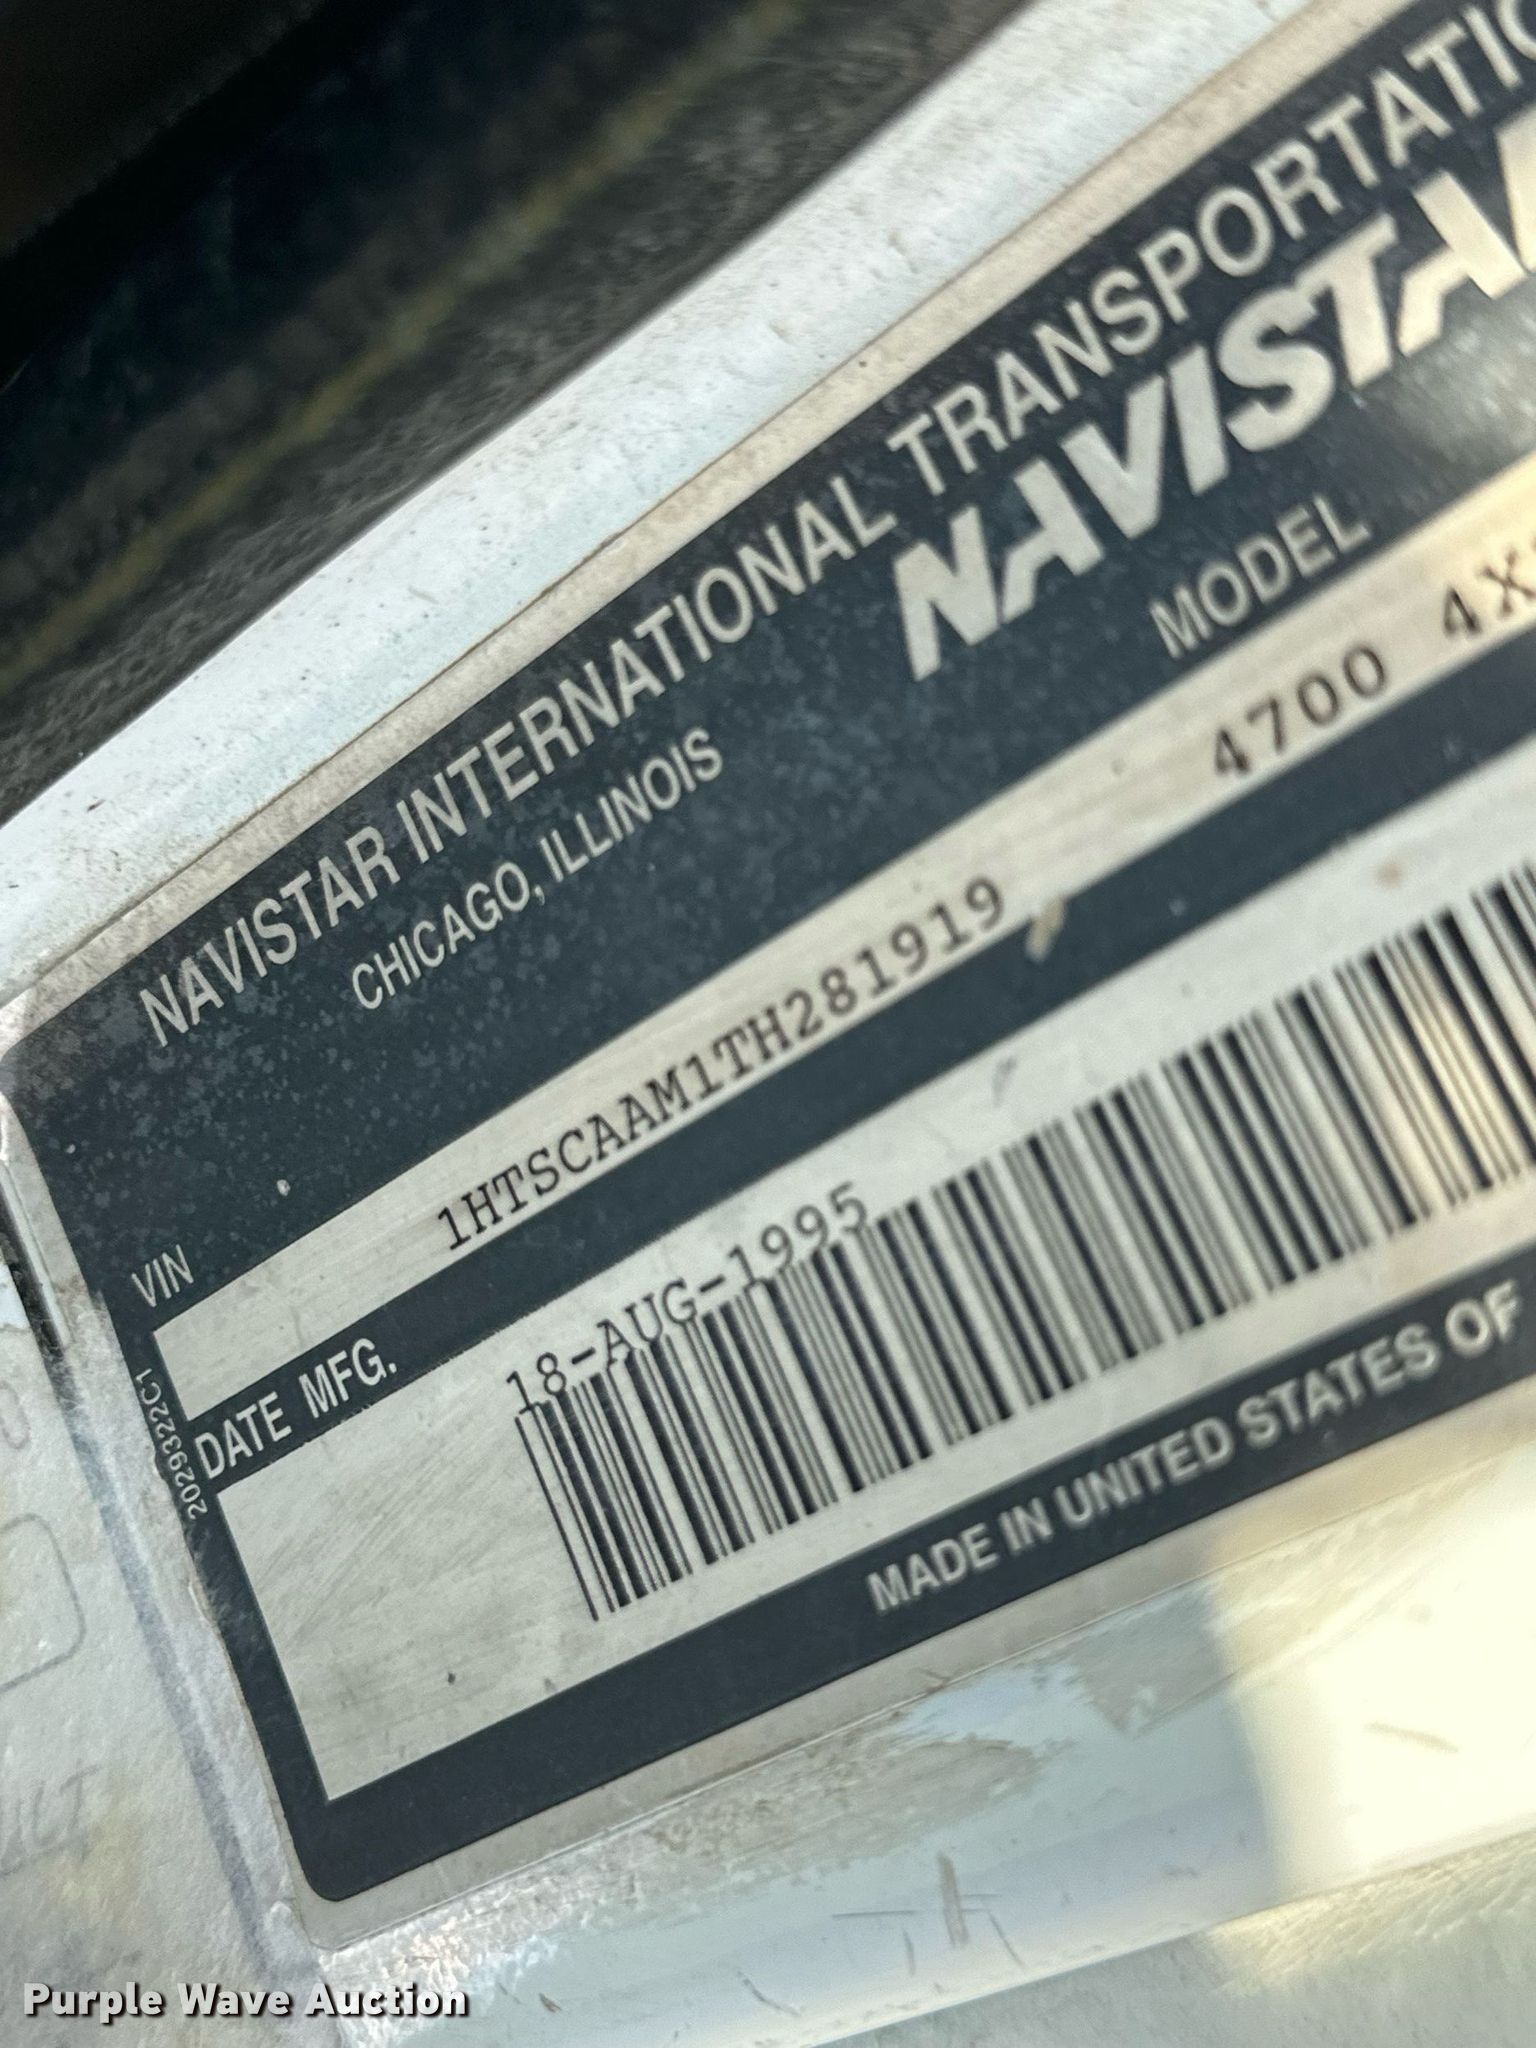 NAVISTAR INTERNATIONAL TRANSPORTATIO
CHICAGO, ILLINOIS
NAVISTAR
VIN
MODEL
1HTSCAAM1TH281919
4700 4X
DATE MFG.
18-AUG-1995
2029322C1
MADE IN UNITED STATES OF
Purple Wave Auction